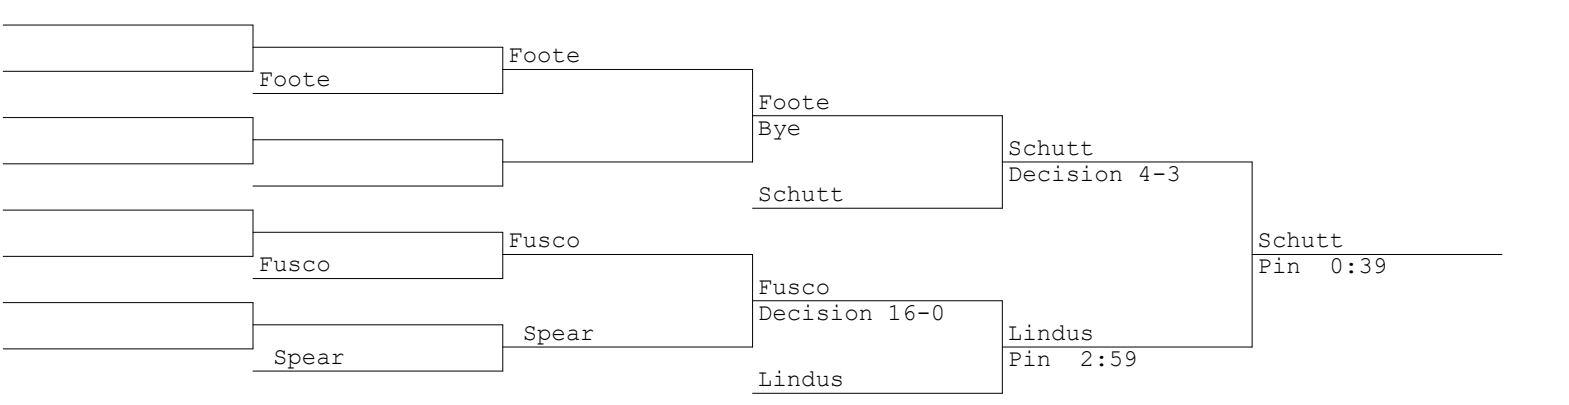 Foote
Foote
Foote
Bye
Schutt
Decision 4-3
Schutt
Fusco
Schutt
Fusco
Pin 0:39
Fusco
Decision 16-0
Spear
Lindus
Spear
Pin 2:59
Lindus